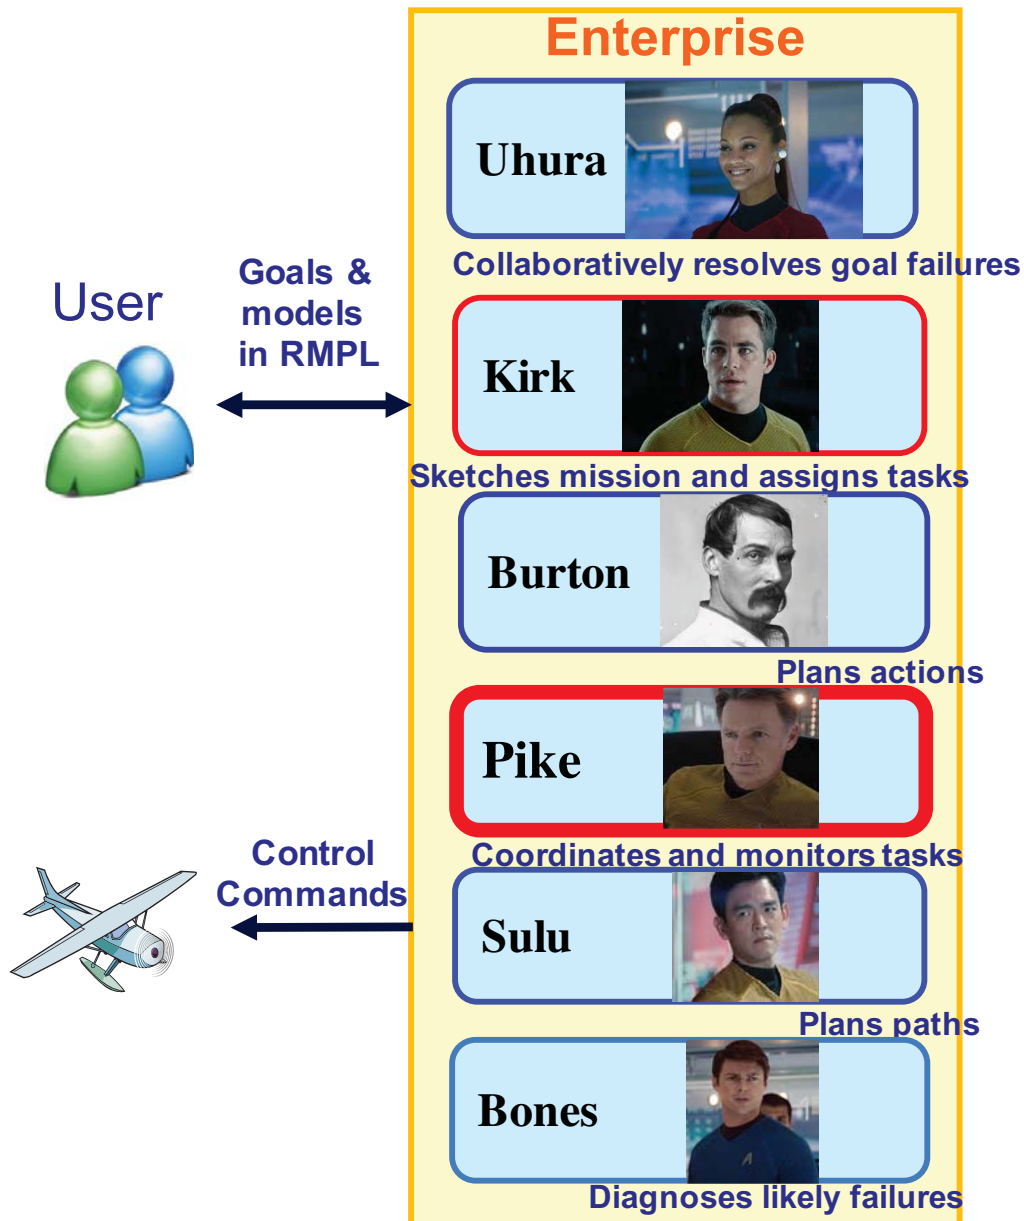 Enterprise
Uhura
Collaboratively resolves goal failures
User
Goals &
models
in RMPL
Kirk
Sketches mission and assigns tasks
Burton
Plans actions
Pike
Coordinates and monitors tasks
Control
Commands
Sulu
Plans paths
Bones
Diagnoses likely failures